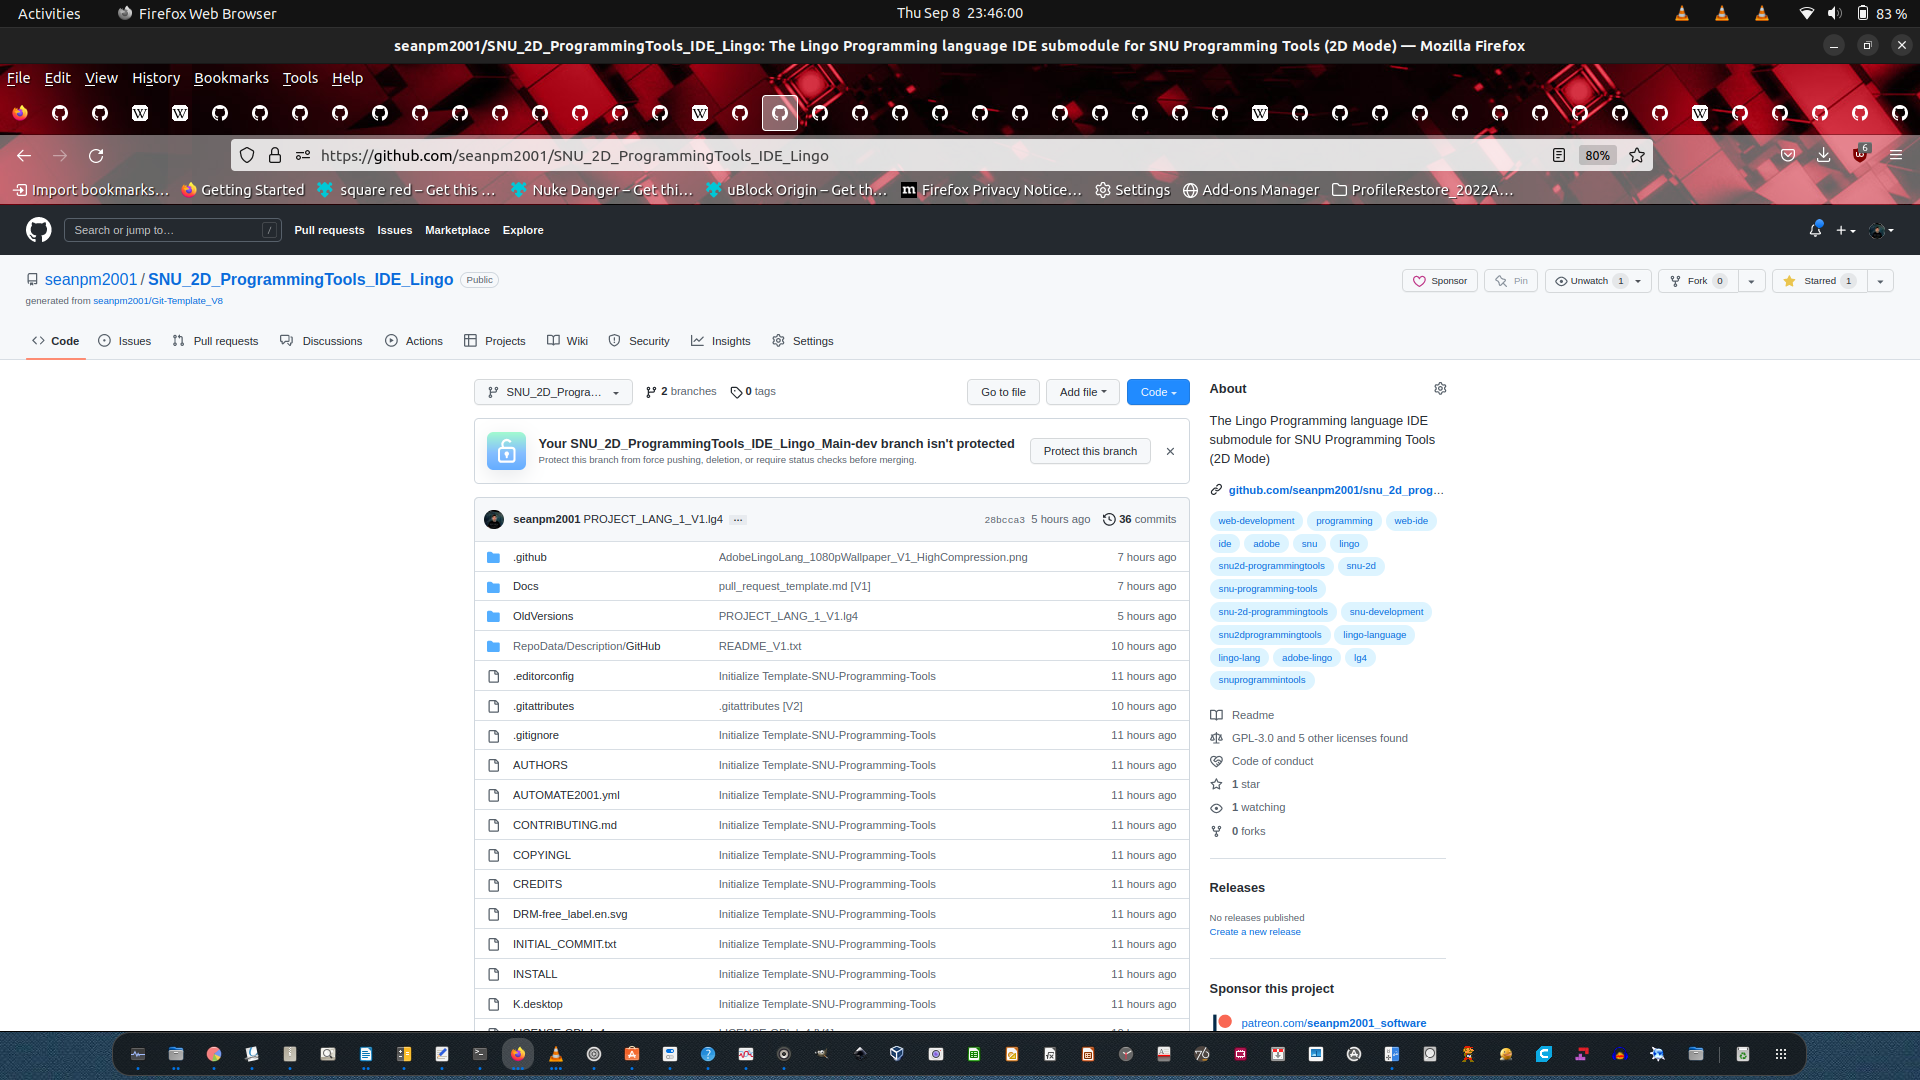 Activities
Firefox Web Browser
Thu Sep 8 23:46:00
83 %
seanpm2001/SNU_2D_ProgrammingTools_IDE_Lingo: The Lingo Programming language IDE submodule for SNU Programming Tools (2D Mode) — Mozilla Firefox
File Edit View History Bookmarks Tools Help
https://github.com/seanpm2001/SNU_2D_ProgrammingTools_IDE_Lingo
80%
6
Import bookmarks…
Getting Started
square red – Get this …
Nuke Danger – Get thi…
uBlock Origin – Get th…
Firefox Privacy Notice…
Settings
Add-ons Manager
ProfileRestore_2022A…
Search or jump to…
/
Pull requests
Issues
Marketplace
Explore
seanpm2001 / SNU_2D_ProgrammingTools_IDE_Lingo
Public
generated from seanpm2001/Git-Template_V8
Sponsor
Pin
Unwatch 1
Fork 0
Starred 1
Code
Issues
Pull requests
Discussions
Actions
Projects
Wiki
Security
Insights
Settings
SNU_2D_Progra…
2 branches
0 tags
Go to file
Add file
Code
Your SNU_2D_ProgrammingTools_IDE_Lingo_Main-dev branch isn't protected
Protect this branch from force pushing, deletion, or require status checks before merging.
Protect this branch
seanpm2001 PROJECT_LANG_1_V1.lg4 …
28bcca3 5 hours ago
36 commits
.github AdobeLingoLang_1080pWallpaper_V1_HighCompression.png 7 hours ago
Docs pull_request_template.md [V1] 7 hours ago
OldVersions PROJECT_LANG_1_V1.lg4 5 hours ago
RepoData/Description/GitHub README_V1.txt 10 hours ago
.editorconfig Initialize Template-SNU-Programming-Tools 11 hours ago
.gitattributes .gitattributes [V2] 10 hours ago
.gitignore Initialize Template-SNU-Programming-Tools 11 hours ago
AUTHORS Initialize Template-SNU-Programming-Tools 11 hours ago
AUTOMATE2001.yml Initialize Template-SNU-Programming-Tools 11 hours ago
CONTRIBUTING.md Initialize Template-SNU-Programming-Tools 11 hours ago
COPYINGL Initialize Template-SNU-Programming-Tools 11 hours ago
CREDITS Initialize Template-SNU-Programming-Tools 11 hours ago
DRM-free_label.en.svg Initialize Template-SNU-Programming-Tools 11 hours ago
INITIAL_COMMIT.txt Initialize Template-SNU-Programming-Tools 11 hours ago
INSTALL Initialize Template-SNU-Programming-Tools 11 hours ago
K.desktop Initialize Template-SNU-Programming-Tools 11 hours ago
About
The Lingo Programming language IDE
submodule for SNU Programming Tools
(2D Mode)
github.com/seanpm2001/snu_2d_prog…
web-development programming web-ide
ide adobe snu lingo
snu2d-programmingtools snu-2d
snu-programming-tools
snu-2d-programmingtools snu-development
snu2dprogrammingtools lingo-language
lingo-lang adobe-lingo lg4
snuprogrammintools
Readme
GPL-3.0 and 5 other licenses found
Code of conduct
1 star
1 watching
0 forks
Releases
No releases published
Create a new release
Sponsor this project
patreon.com/seanpm2001_software